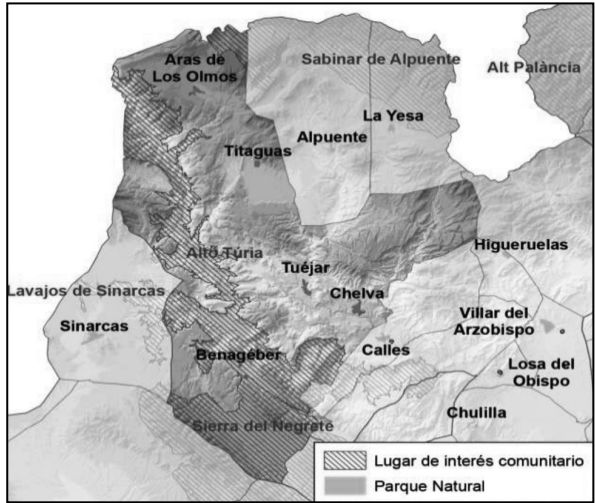 Aras de
Los Olmos
Sabinar de Alpuente
Alt Palància
La Yesa
Alpuente
Titaguas
Alto Túria
Higueruelas
Tuéjar
Lavajos de Sinarcas
Chelva
Sinarcas
Villar del
Arzobispo
Benagéber
Calles
Losa del
Obispo
Chulilla
Sierra del Negrete
Lugar de interés comunitario
Parque Natural